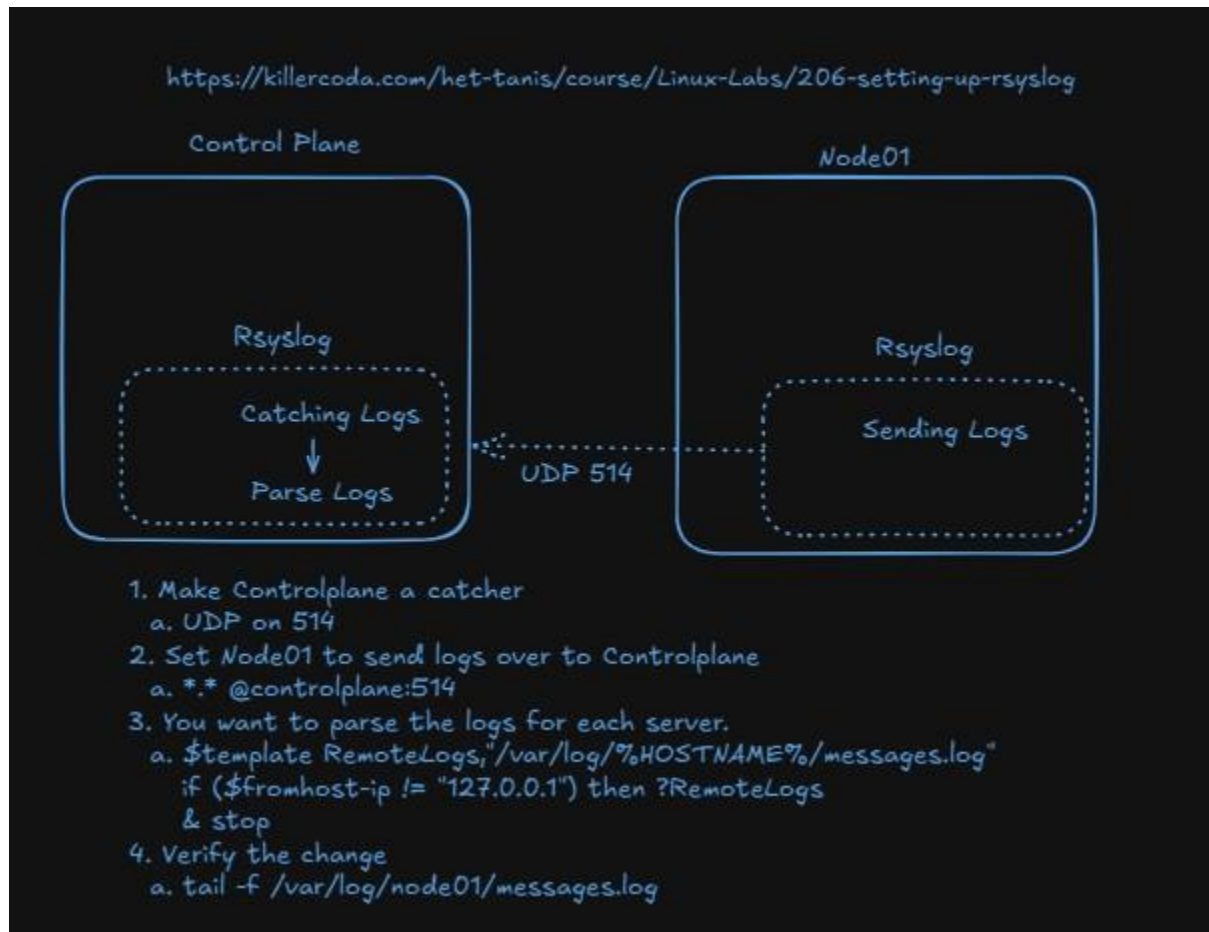 https://killercoda.com/het-tanis/course/Linux-Labs/206-setting-up-rsyslog
Control Plane
Node01
Rsyslog
Rsyslog
Catching Logs
Sending Logs
Parse Logs
UDP 514
1. Make Controlplane a catcher
a. UDP on 514
2. Set Node01 to send logs over to Controlplane
a. *.* @controlplane:514
3. You want to parse the logs for each server.
a. $template RemoteLogs,"/var/log/%HOSTNAME%/messages.log"
if ($fromhost-ip != "127.0.0.1") then ?RemoteLogs
& stop
4. Verify the change
a. tail -f /var/log/node01/messages.log